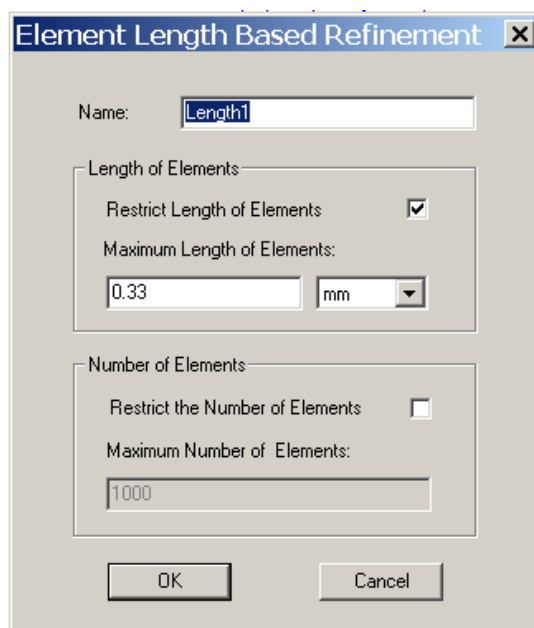 Element Length Based Refinement
Name: Length1
Length of Elements
Restrict Length of Elements
Maximum Length of Elements:
0.33 mm
Number of Elements
Restrict the Number of Elements
Maximum Number of Elements:
1000
OK Cancel